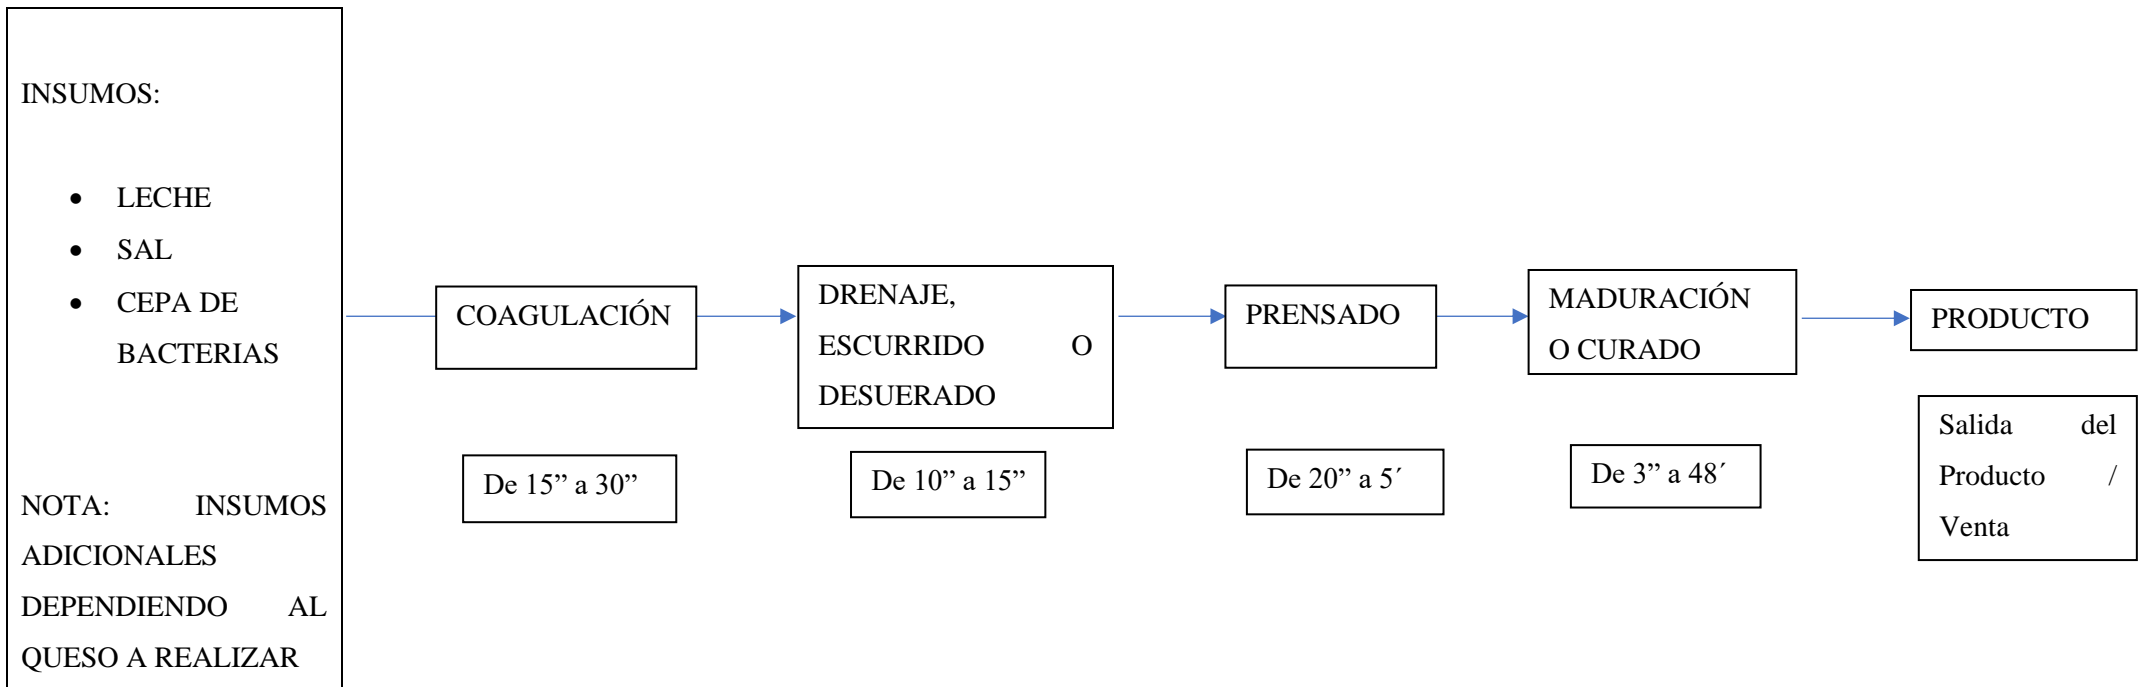 INSUMOS:
• LECHE
• SAL
• CEPA DE
BACTERIAS
NOTA: INSUMOS
ADICIONALES
DEPENDIENDO AL
QUESO A REALIZAR
COAGULACIÓN
De 15” a 30”
DRENAJE,
ESCURRIDO O
DESUERADO
De 10” a 15”
PRENSADO
De 20” a 5´
MADURACIÓN
O CURADO
De 3” a 48´
PRODUCTO
Salida del
Producto /
Venta